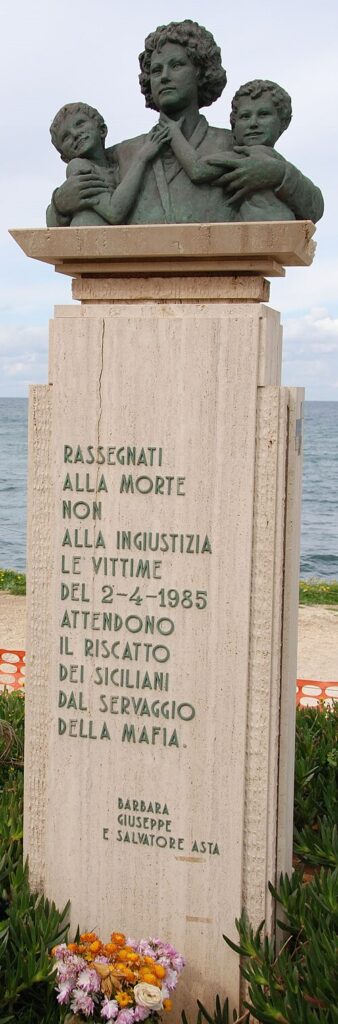 RASSEGNATI
ALLA MORTE
NON
ALLA INGIUSTIZIA
LE VITTIME
DEL 2-4-1985
ATTENDONO
IL RISCATTO
DEI SICILIANI
DAL SERVAGGIO
DELLA MAFIA.
BARBARA
GIUSEPPE
E SALVATORE ASTA